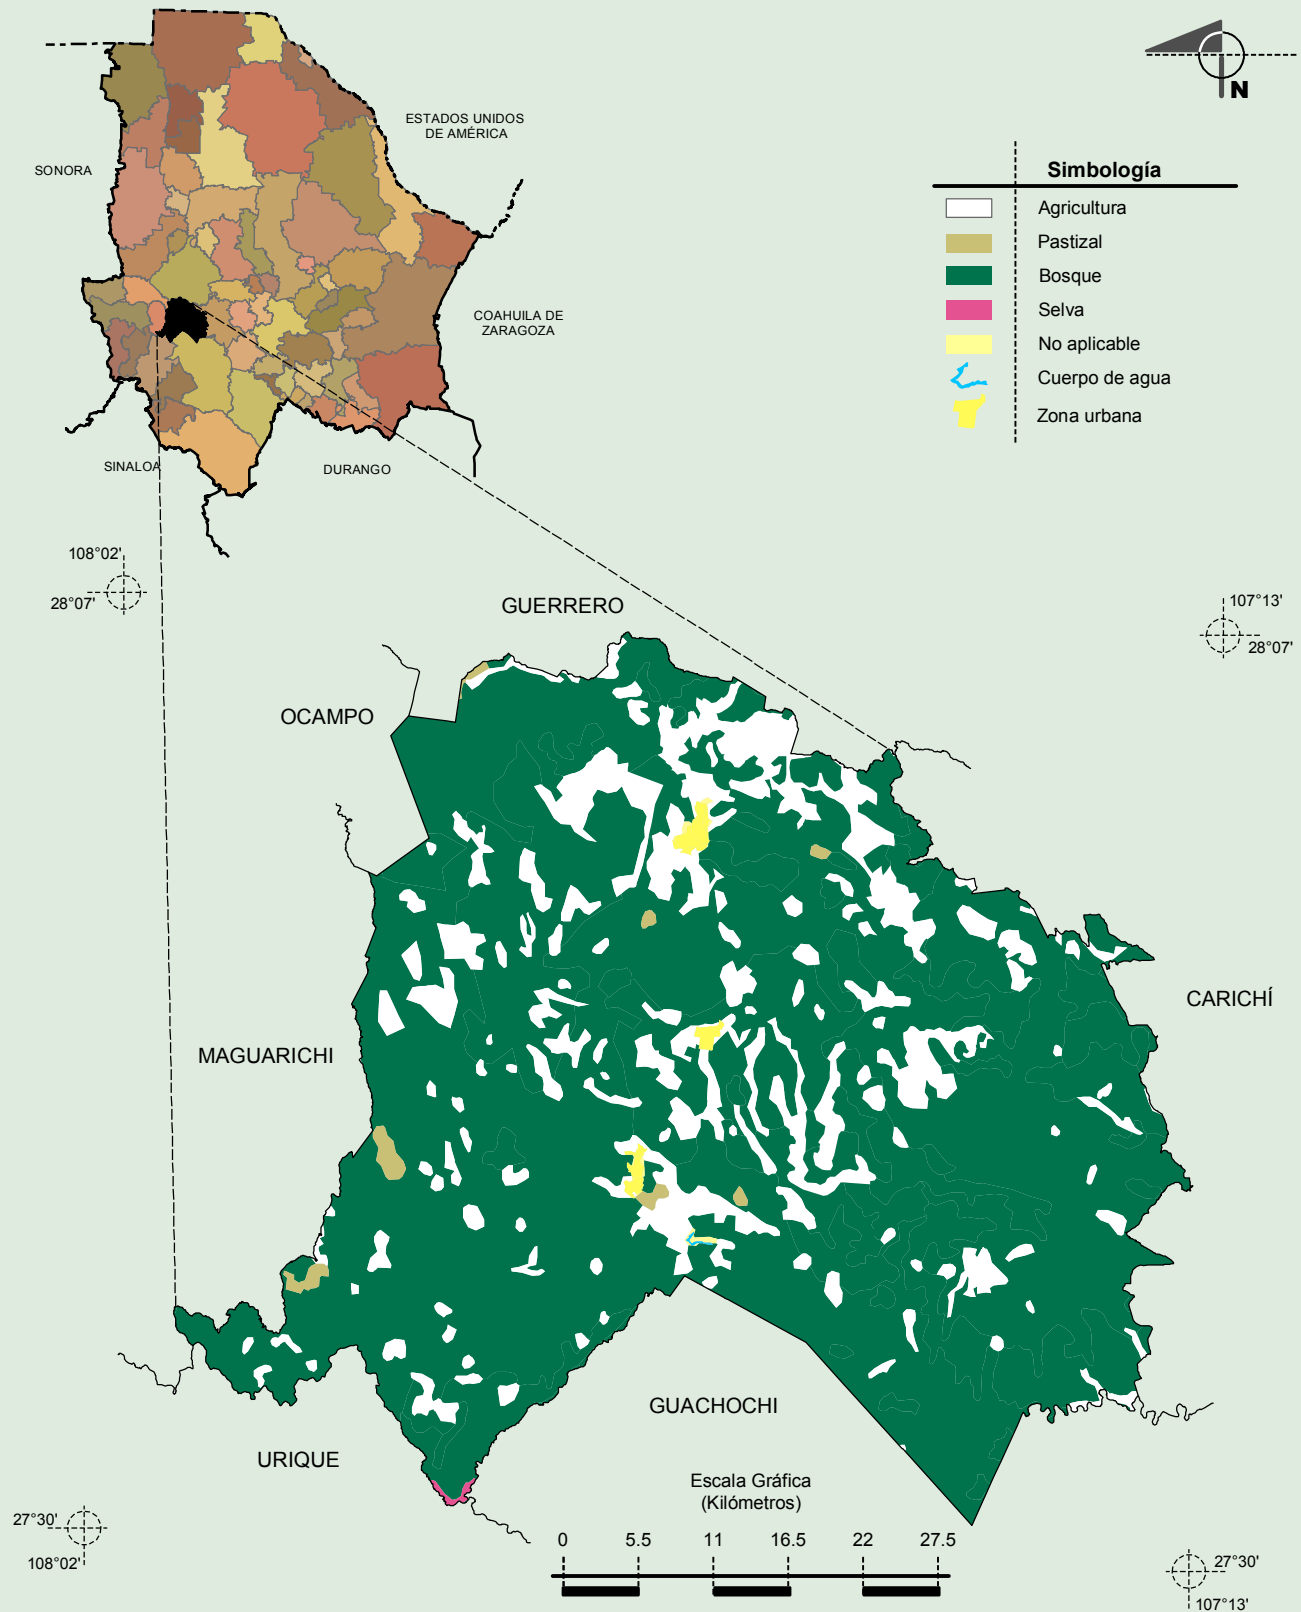 N
ESTADOS UNIDOS
DE AMÉRICA
SONORA
COAHUILA DE
ZARAGOZA
SINALOA
DURANGO
Simbología
Agricultura
Pastizal
Bosque
Selva
No aplicable
Cuerpo de agua
Zona urbana
108°02'
28°07'
107°13'
28°07'
GUERRERO
OCAMPO
CARICHÍ
MAGUARICHI
GUACHOCHI
URIQUE
Escala Gráfica
(Kilómetros)
0 5.5 11 16.5 22 27.5
27°30'
108°02'
27°30'
107°13'